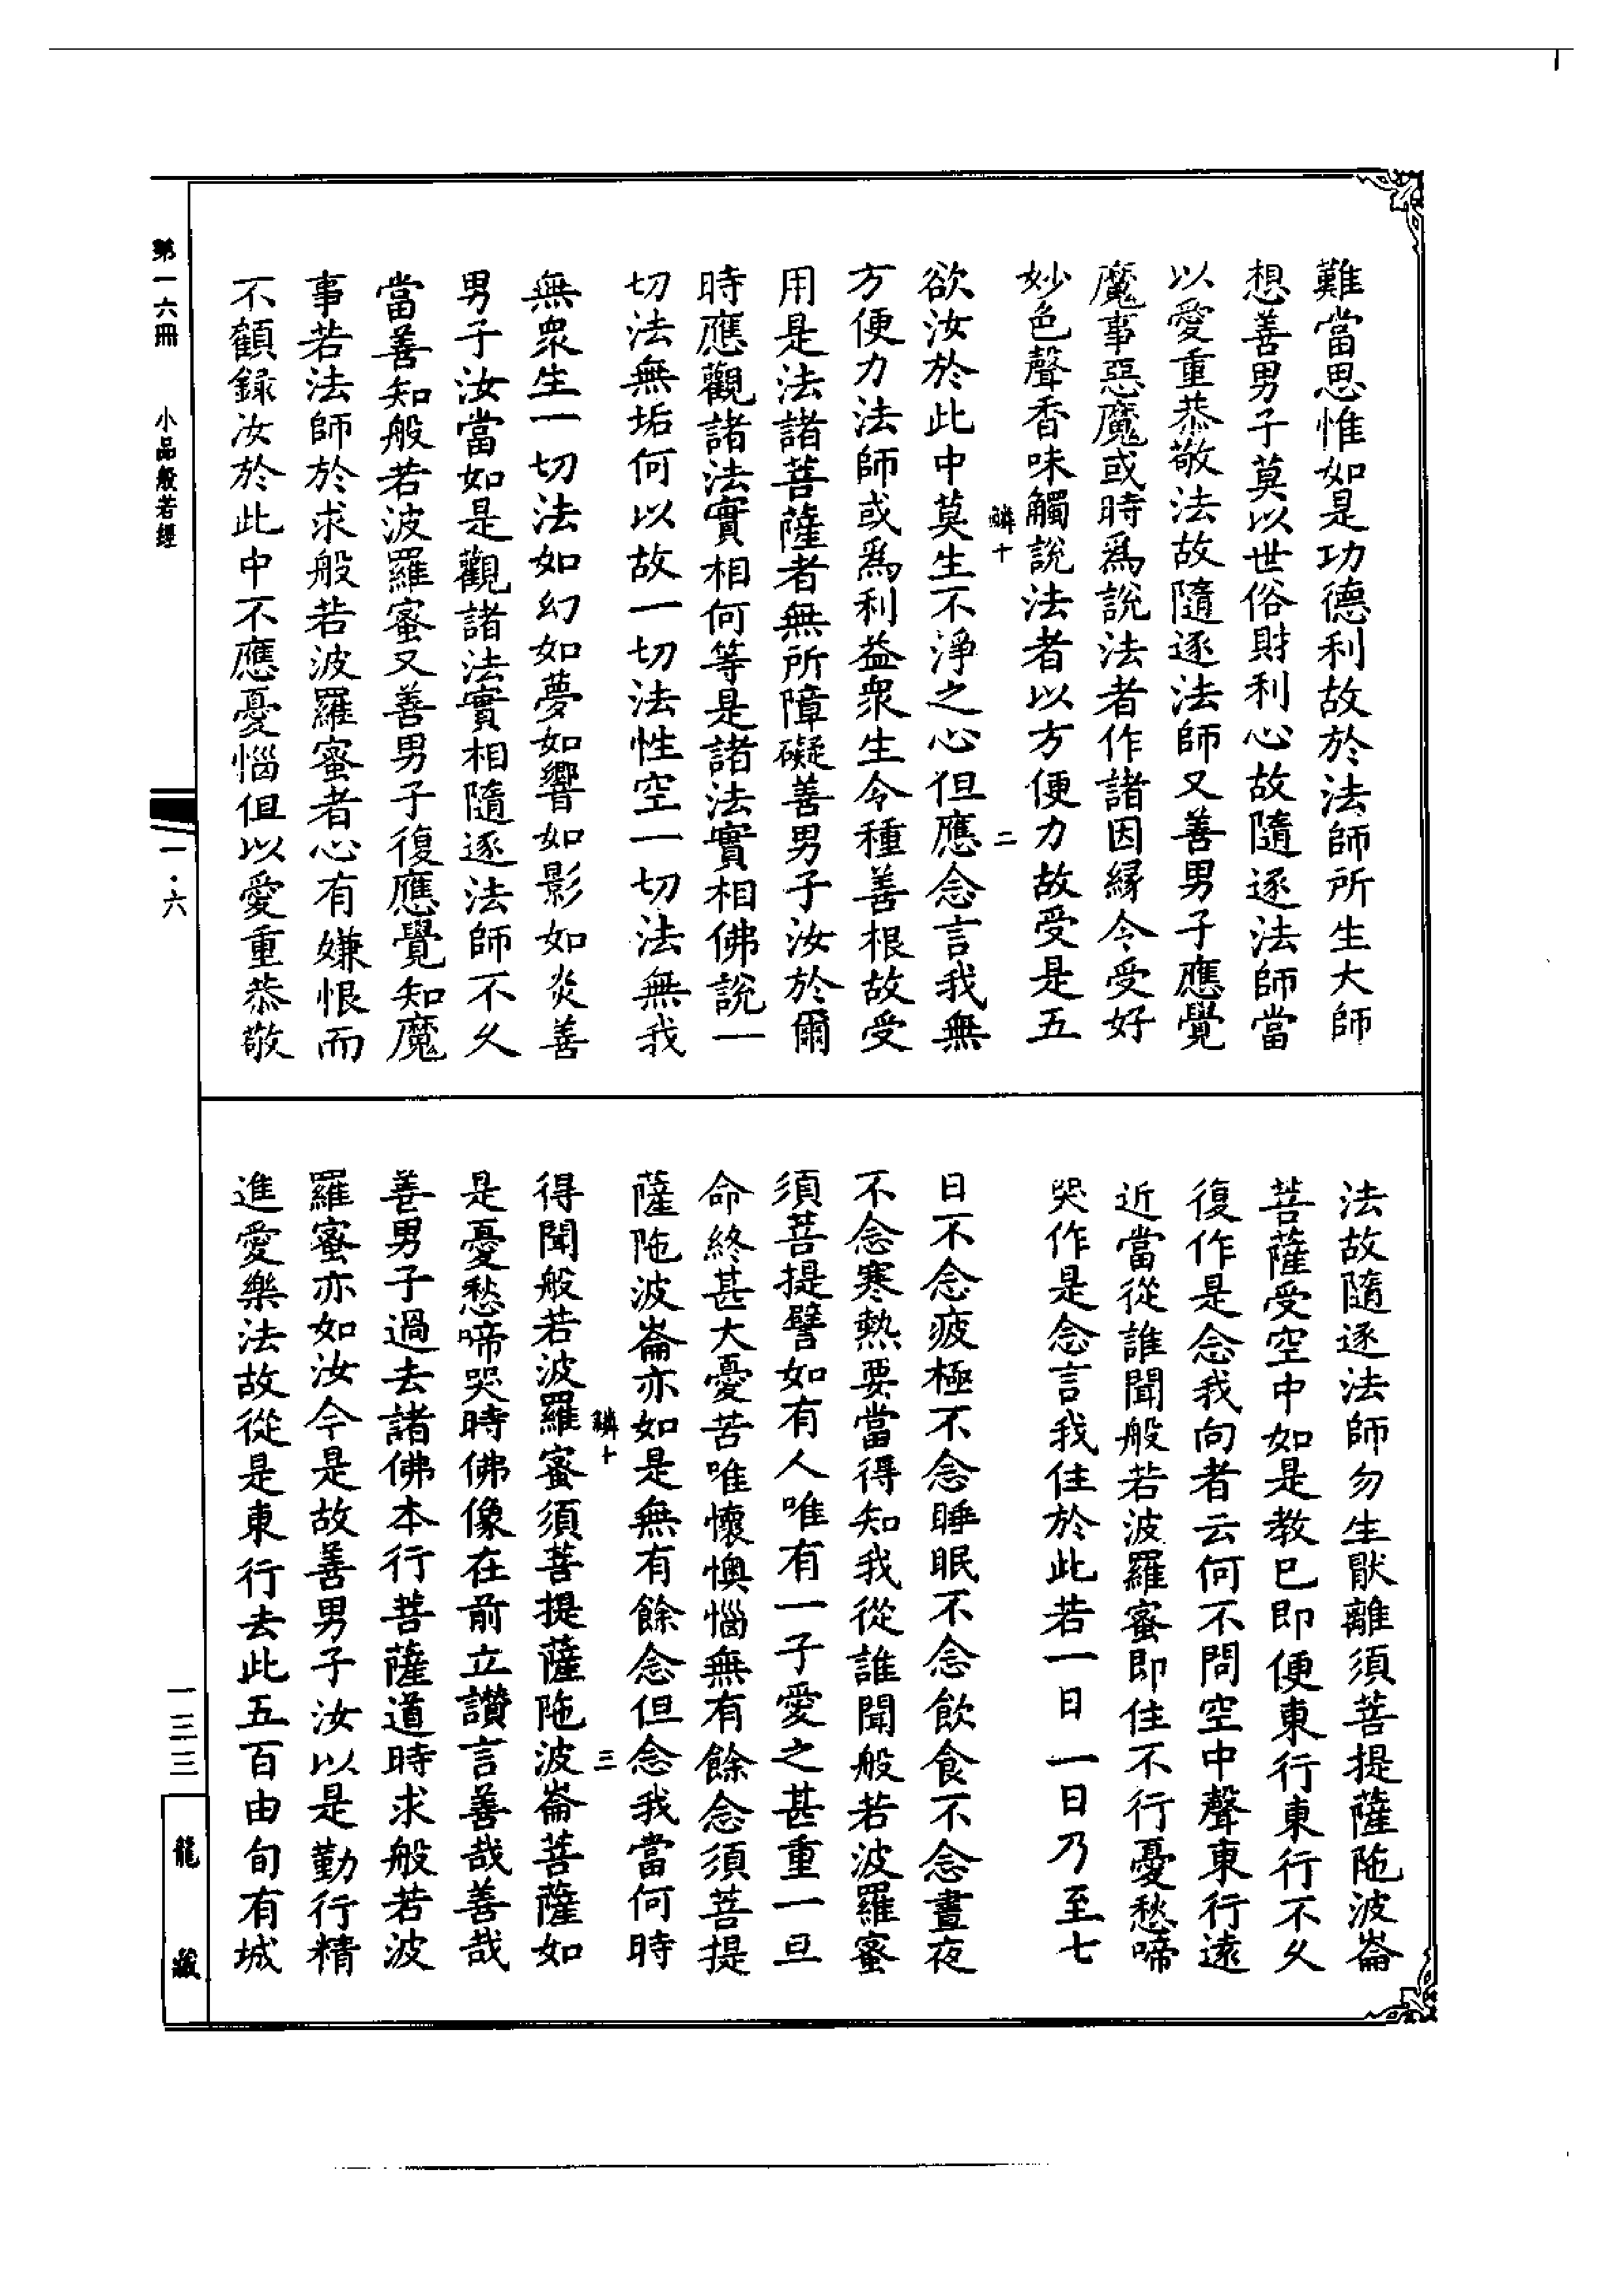 難當思惟如是功德利故於法師所生大師
想善男子莫以世俗財利心故隨逐法師當
以愛重恭敬法故隨逐法師又善男子應覺
魔事惡魔或時為說法者作諸因緣令受好
妙色聲香味觸說法者以方便力故受是五
鱗十
二
欲汝於此中莫生不淨之心但應念言我無
方便力法師或為利益眾生令種善根故受
用是法諸菩薩者無所障礙善男子汝於爾
時應觀諸法實相何等是諸法實相佛說一
切法無垢何以故一切法性空一切法無我
無眾生一切法如幻如夢如響如影如炎善
男子汝當如是觀諸法實相隨逐法師不久
當善知般若波羅蜜又善男子復應覺知魔
事若法師於求般若波羅蜜者心有嫌恨而
不顧錄汝於此中不應憂惱但以愛重恭敬
法故隨逐法師勿生厭離須菩提薩陁波崙
菩薩受空中如是教已即便東行東行不久
復作是念我向者云何不問空中聲東行遠
近當從誰聞般若波羅蜜即住不行憂愁啼
哭作是念言我住於此若一日二日乃至七
日不念疲極不念睡眠不念飲食不念晝夜
不念寒熱要當得知我從誰聞般若波羅蜜
須菩提譬如有人唯有一子愛之甚重一旦
命終甚大憂苦唯懷懊惱無有餘念須菩提
薩陁波崙亦如是無有餘念但念我當何時
鱗十
三
得聞般若波羅蜜須菩提薩陁波崙菩薩如
是憂愁啼哭時佛像在前立讚言善哉善哉
善男子過去諸佛本行菩薩道時求般若波
羅蜜亦如汝今是故善男子汝以是勤行精
進愛樂法故從是東行去此五百由旬有城
第一六冊 小品般若經
一·六
一三三
龍藏